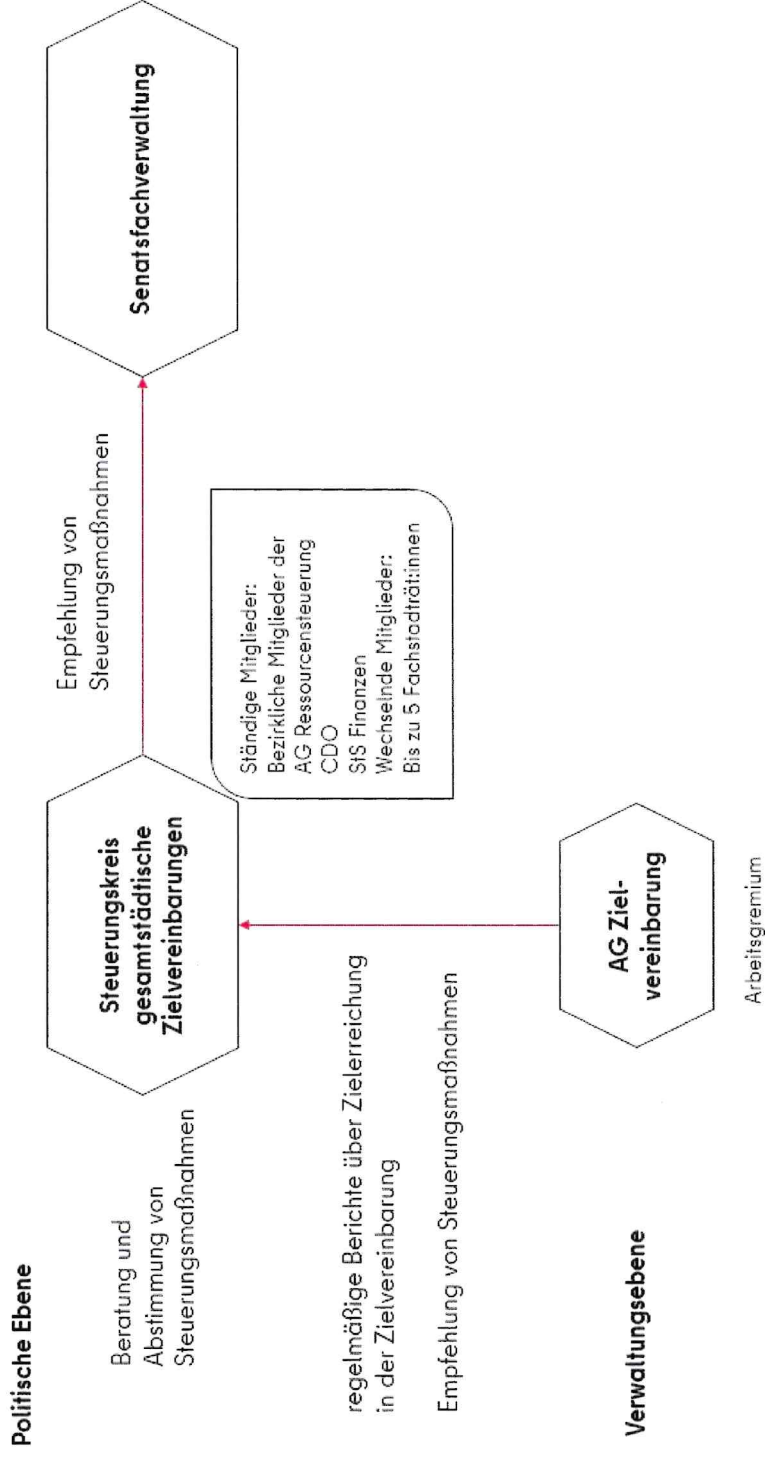 Politische Ebene
Beratung und
Abstimmung von
Steuerungsmaßnahmen
Steuerungskreis
gesamtstädtische
Zielvereinbarungen
Empfehlung von
Steuerungsmaßnahmen
Senatsfachverwaltung
Ständige Mitglieder:
Bezirkliche Mitglieder der
AG Ressourcensteuerung
CDO
StS Finanzen
Wechselnde Mitglieder:
Bis zu 5 Fachstadträt:innen
regelmäßige Berichte über Zielerreichung
in der Zielvereinbarung
Empfehlung von Steuerungsmaßnahmen
Verwaltungsebene
AG Ziel-
vereinbarung
Arbeitsgremium